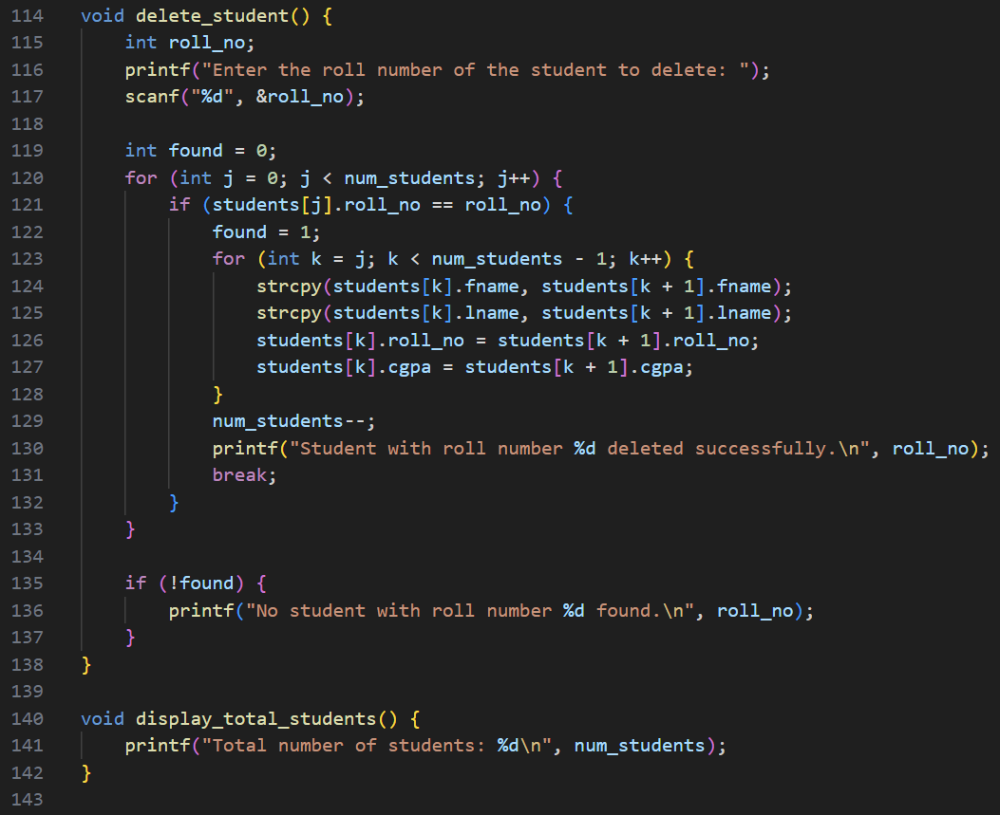 114 void delete_student() {
115     int roll_no;
116     printf("Enter the roll number of the student to delete: ");
117     scanf("%d", &roll_no);
118
119     int found = 0;
120     for (int j = 0; j < num_students; j++) {
121         if (students[j].roll_no == roll_no) {
122             found = 1;
123             for (int k = j; k < num_students - 1; k++) {
124                 strcpy(students[k].fname, students[k + 1].fname);
125                 strcpy(students[k].lname, students[k + 1].lname);
126                 students[k].roll_no = students[k + 1].roll_no;
127                 students[k].cgpa = students[k + 1].cgpa;
128             }
129             num_students--;
130             printf("Student with roll number %d deleted successfully.\n", roll_no);
131             break;
132         }
133     }
134
135     if (!found) {
136         printf("No student with roll number %d found.\n", roll_no);
137     }
138 }
139
140 void display_total_students() {
141     printf("Total number of students: %d\n", num_students);
142 }
143